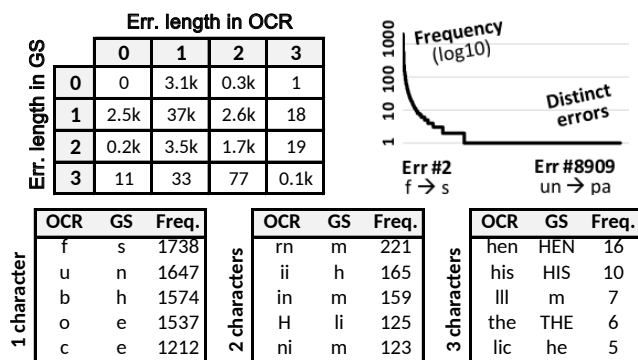 Err. length in OCR
Err. length in GS
0 1 2 3
0 0 3.1k 0.3k 1
1 2.5k 37k 2.6k 18
2 0.2k 3.5k 1.7k 19
3 11 33 77 0.1k
Frequency
(log10)
1 10 100 1000
Distinct
errors
Err #2
f → s
Err #8909
un → pa
1 character
OCR GS Freq.
f s 1738
u n 1647
b h 1574
o e 1537
c e 1212
2 characters
OCR GS Freq.
rn m 221
ii h 165
in m 159
H li 125
ni m 123
3 characters
OCR GS Freq.
hen HEN 16
his HIS 10
lll m 7
the THE 6
lic he 5